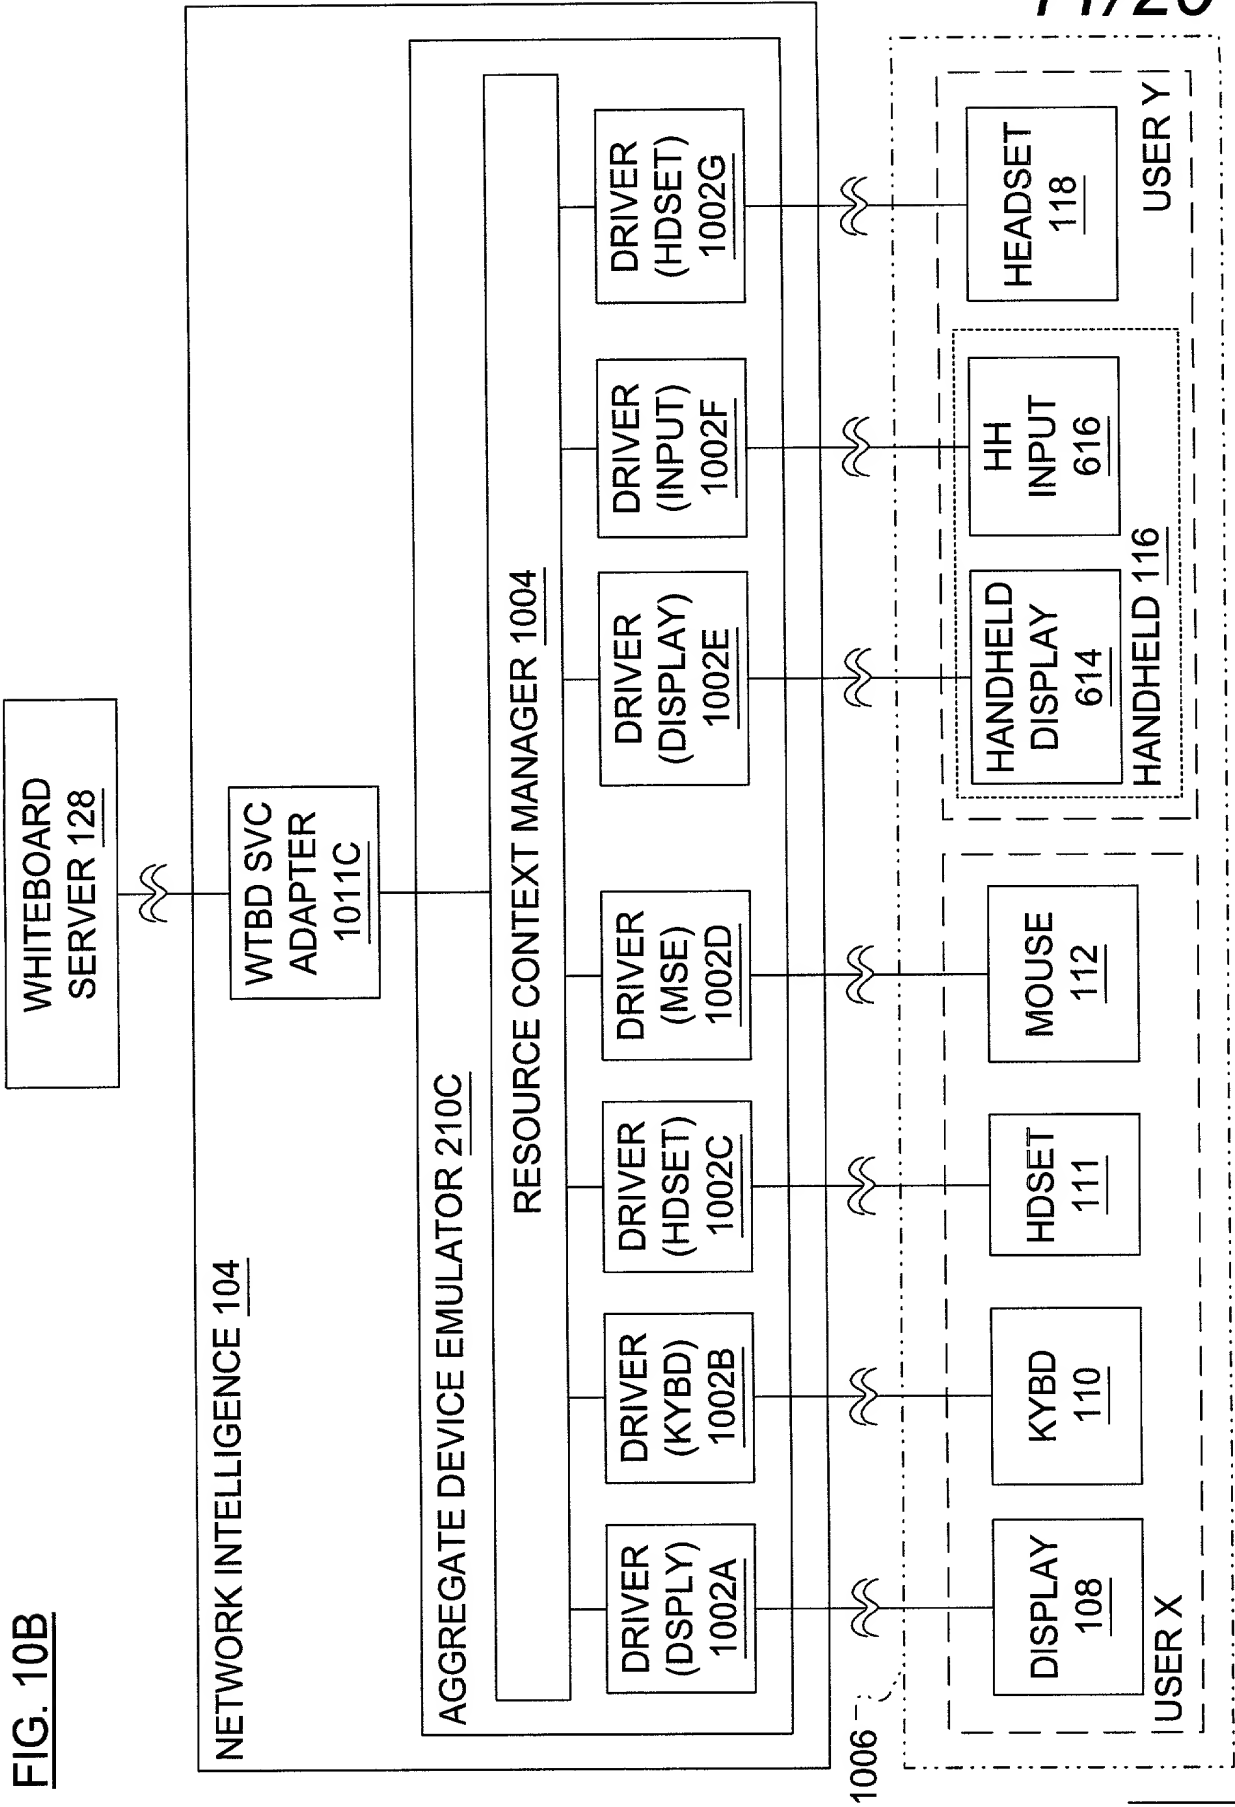 FIG. 10B
WHITEBOARD
SERVER 128
NETWORK INTELLIGENCE 104
WTBD SVC
ADAPTER
1011C
AGGREGATE DEVICE EMULATOR 210C
RESOURCE CONTEXT MANAGER 1004
DRIVER
(DSPLY)
1002A
DRIVER
(KYBD)
1002B
DRIVER
(HDSET)
1002C
DRIVER
(MSE)
1002D
DRIVER
(DISPLAY)
1002E
DRIVER
(INPUT)
1002F
DRIVER
(HDSET)
1002G
1006
DISPLAY
108
KYBD
110
HDSET
111
MOUSE
112
USER X
HANDHELD
DISPLAY
614
HH
INPUT
616
HANDHELD 116
HEADSET
118
USER Y